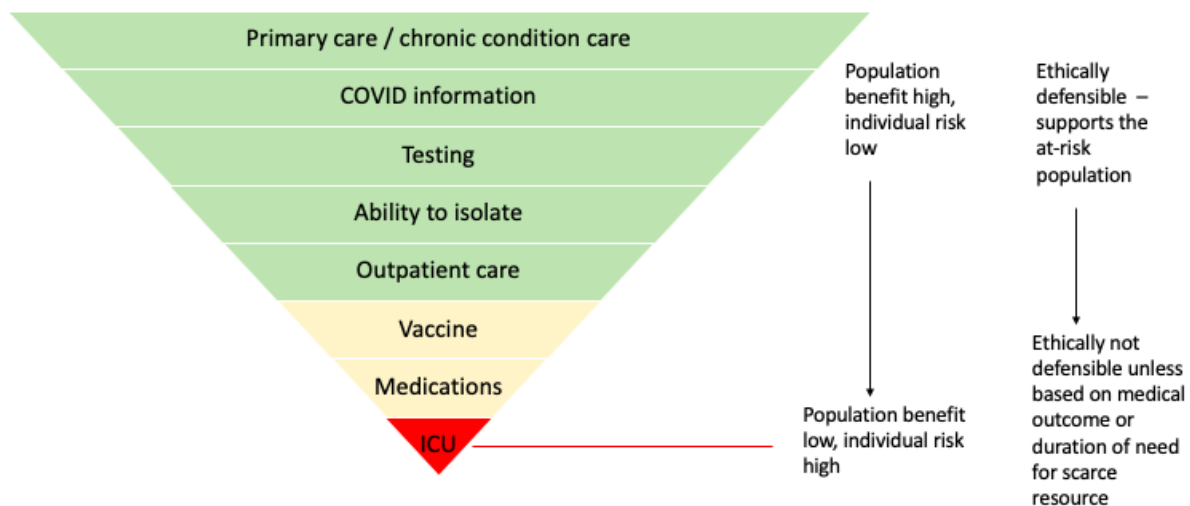 Primary care / chronic condition care
COVID information
Testing
Ability to isolate
Outpatient care
Vaccine
Medications
ICU
Population
benefit high,
individual risk
low
Population benefit
low, individual risk
high
Ethically
defensible –
supports the
at-risk
population
Ethically not
defensible unless
based on medical
outcome or
duration of need
for scarce
resource